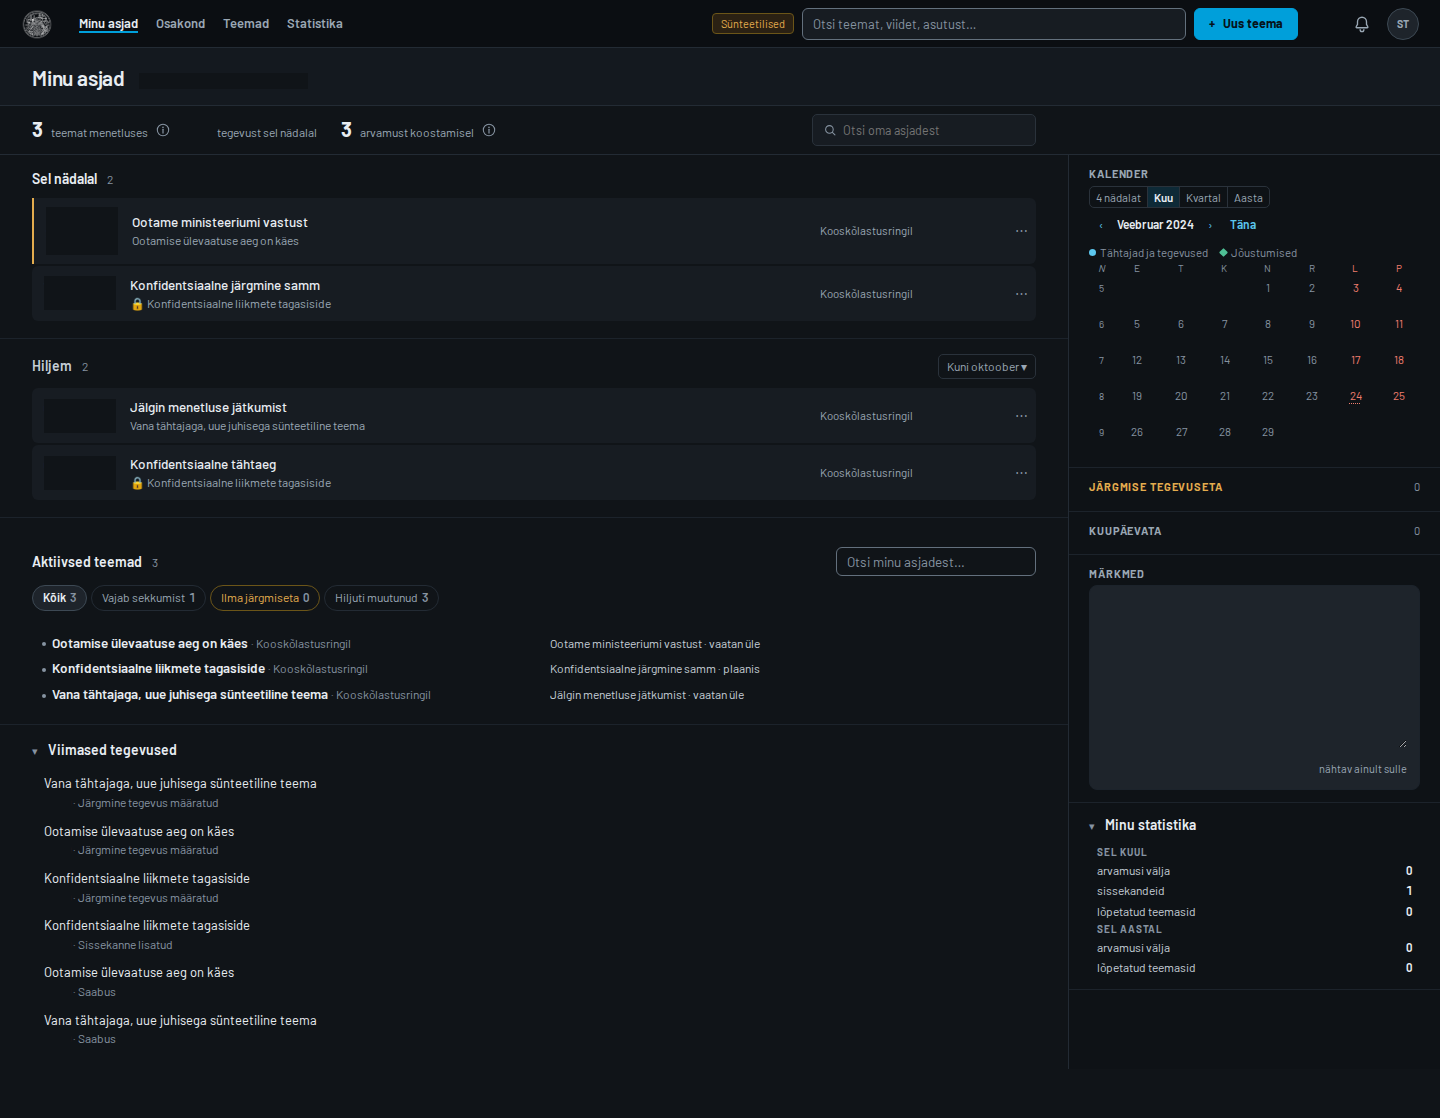 Minu asjad Osakond Teemad Statistika Sünteetilised Otsi teemat, viidet, asutust... + Uus teema ST
Minu asjad
3 teemat menetluses tegevust sel nädalal 3 arvamust koostamisel Otsi oma asjadest
Sel nädalal 2
Ootame ministeeriumi vastust
Ootamise ülevaatuse aeg on käes
Kooskõlastusringil ···
Konfidentsiaalne järgmine samm
🔒 Konfidentsiaalne liikmete tagasiside
Kooskõlastusringil ···
Hiljem 2 Kuni oktoober ▾
Jälgin menetluse jätkumist
Vana tähtajaga, uue juhisega sünteetiline teema
Kooskõlastusringil ···
Konfidentsiaalne tähtaeg
🔒 Konfidentsiaalne liikmete tagasiside
Kooskõlastusringil ···
Aktiivsed teemad 3 Otsi minu asjadest...
Kõik 3 Vajab sekkumist 1 Ilma järgmiseta 0 Hiljuti muutunud 3
• Ootamise ülevaatuse aeg on käes · Kooskõlastusringil Ootame ministeeriumi vastust · vaatan üle
• Konfidentsiaalne liikmete tagasiside · Kooskõlastusringil Konfidentsiaalne järgmine samm · plaanis
• Vana tähtajaga, uue juhisega sünteetiline teema · Kooskõlastusringil Jälgin menetluse jätkumist · vaatan üle
▾ Viimased tegevused
Vana tähtajaga, uue juhisega sünteetiline teema
· Järgmine tegevus määratud
Ootamise ülevaatuse aeg on käes
· Järgmine tegevus määratud
Konfidentsiaalne liikmete tagasiside
· Järgmine tegevus määratud
Konfidentsiaalne liikmete tagasiside
· Sissekanne lisatud
Ootamise ülevaatuse aeg on käes
· Saabus
Vana tähtajaga, uue juhisega sünteetiline teema
· Saabus
KALENDER
4 nädalat Kuu Kvartal Aasta
‹ Veebruar 2024 › Täna
Tähtajad ja tegevused Jõustumised
N E T K N R L P
5 1 2 3 4
6 5 6 7 8 9 10 11
7 12 13 14 15 16 17 18
8 19 20 21 22 23 24 25
9 26 27 28 29
JÄRGMISE TEGEVUSETA 0
KUUPÄEVATA 0
MÄRKMED
nähtav ainult sulle
▾ Minu statistika
SEL KUUL
arvamusi välja 0
sissekandeid 1
lõpetatud teemasid 0
SEL AASTAL
arvamusi välja 0
lõpetatud teemasid 0